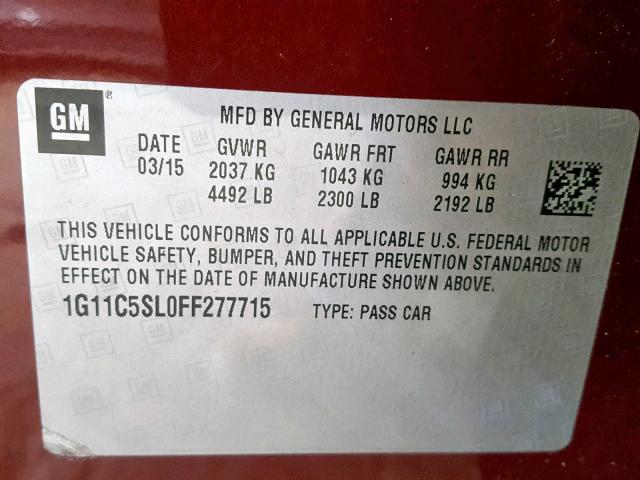 GM ®
MFD BY GENERAL MOTORS LLC
DATE GVWR GAWR FRT GAWR RR
03/15 2037 KG 1043 KG 994 KG
4492 LB 2300 LB 2192 LB
THIS VEHICLE CONFORMS TO ALL APPLICABLE U.S. FEDERAL MOTOR
VEHICLE SAFETY, BUMPER, AND THEFT PREVENTION STANDARDS IN
EFFECT ON THE DATE OF MANUFACTURE SHOWN ABOVE.
1G11C5SL0FF277715 TYPE: PASS CAR